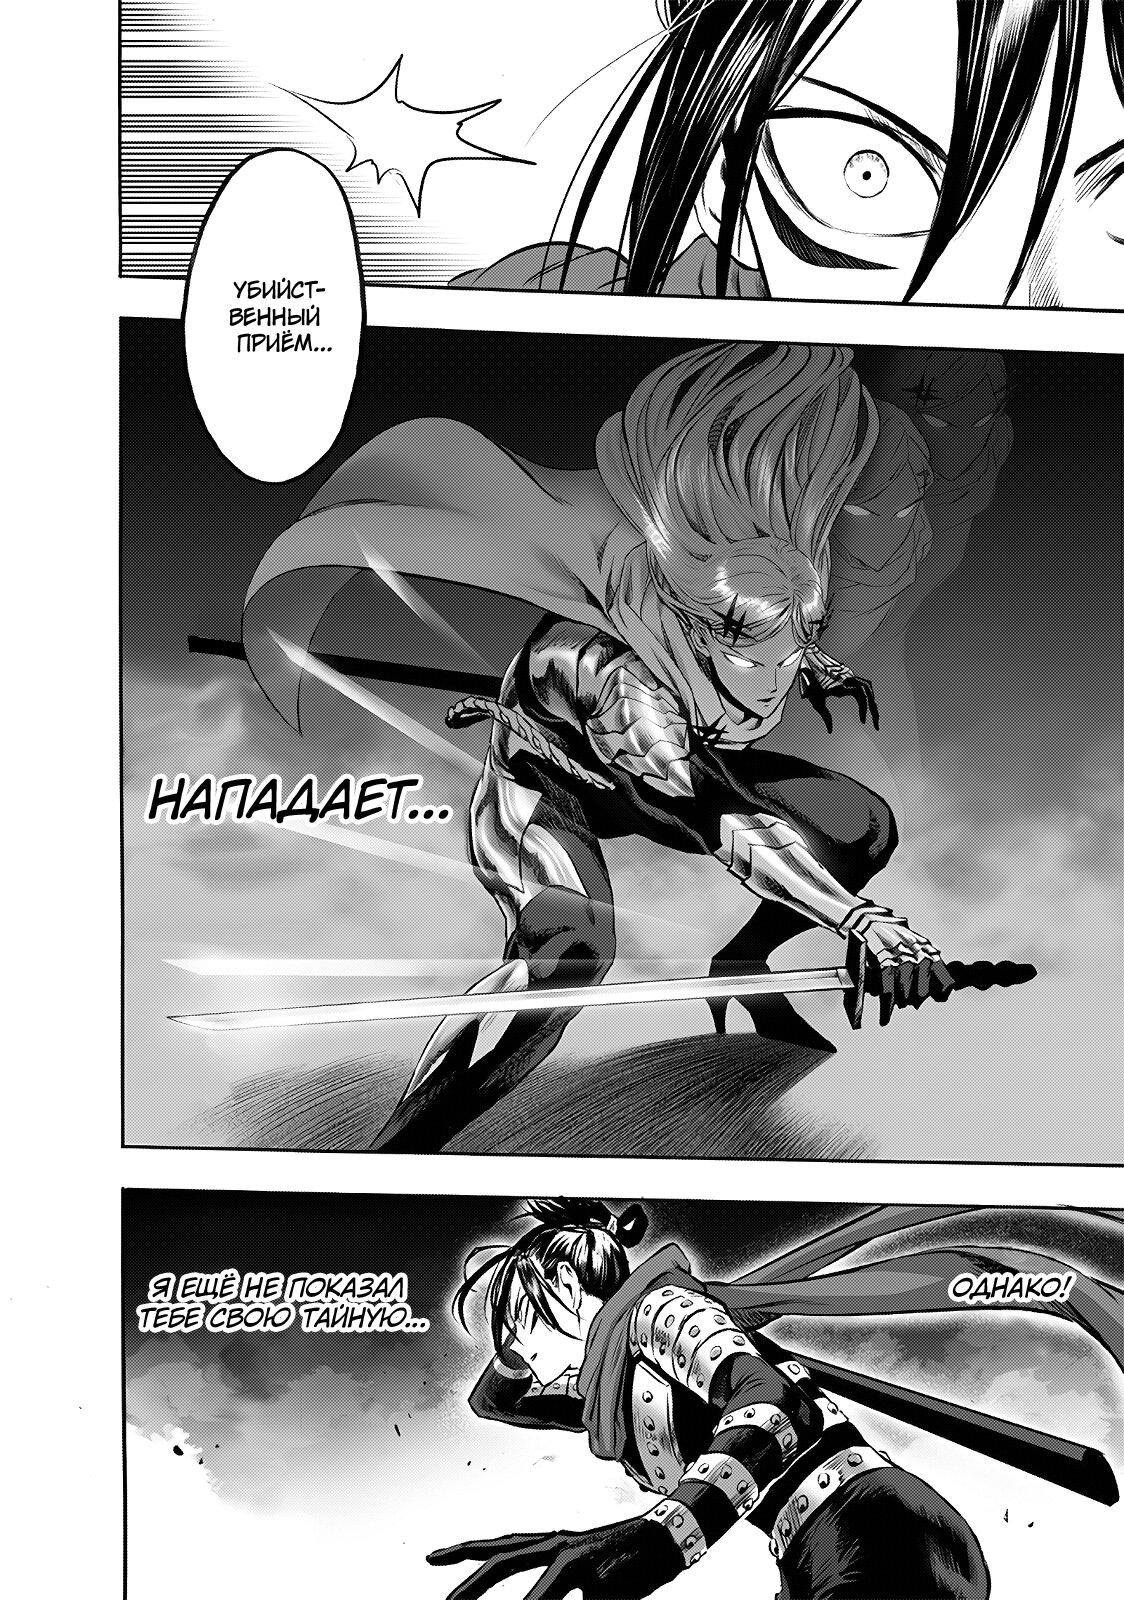 УБИЙСТ-
ВЕННЫЙ
ПРИЁМ...
НАПАДАЕТ...
ОДНАКО!
Я ЕЩЁ НЕ ПОКАЗАЛ
ТЕБЕ СВОЮ ТАЙНУЮ...